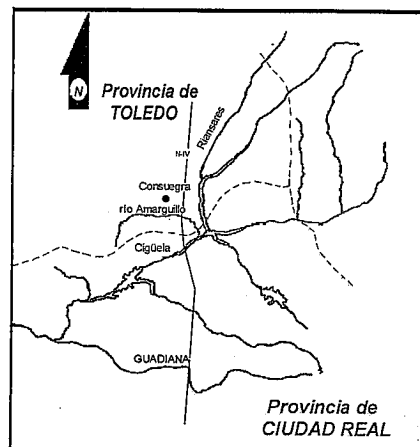 N
Provincia de
TOLEDO
Riansares
N-IV
Consuegra
río Amarguillo
Cigüela
GUADIANA
Provincia de
CIUDAD REAL